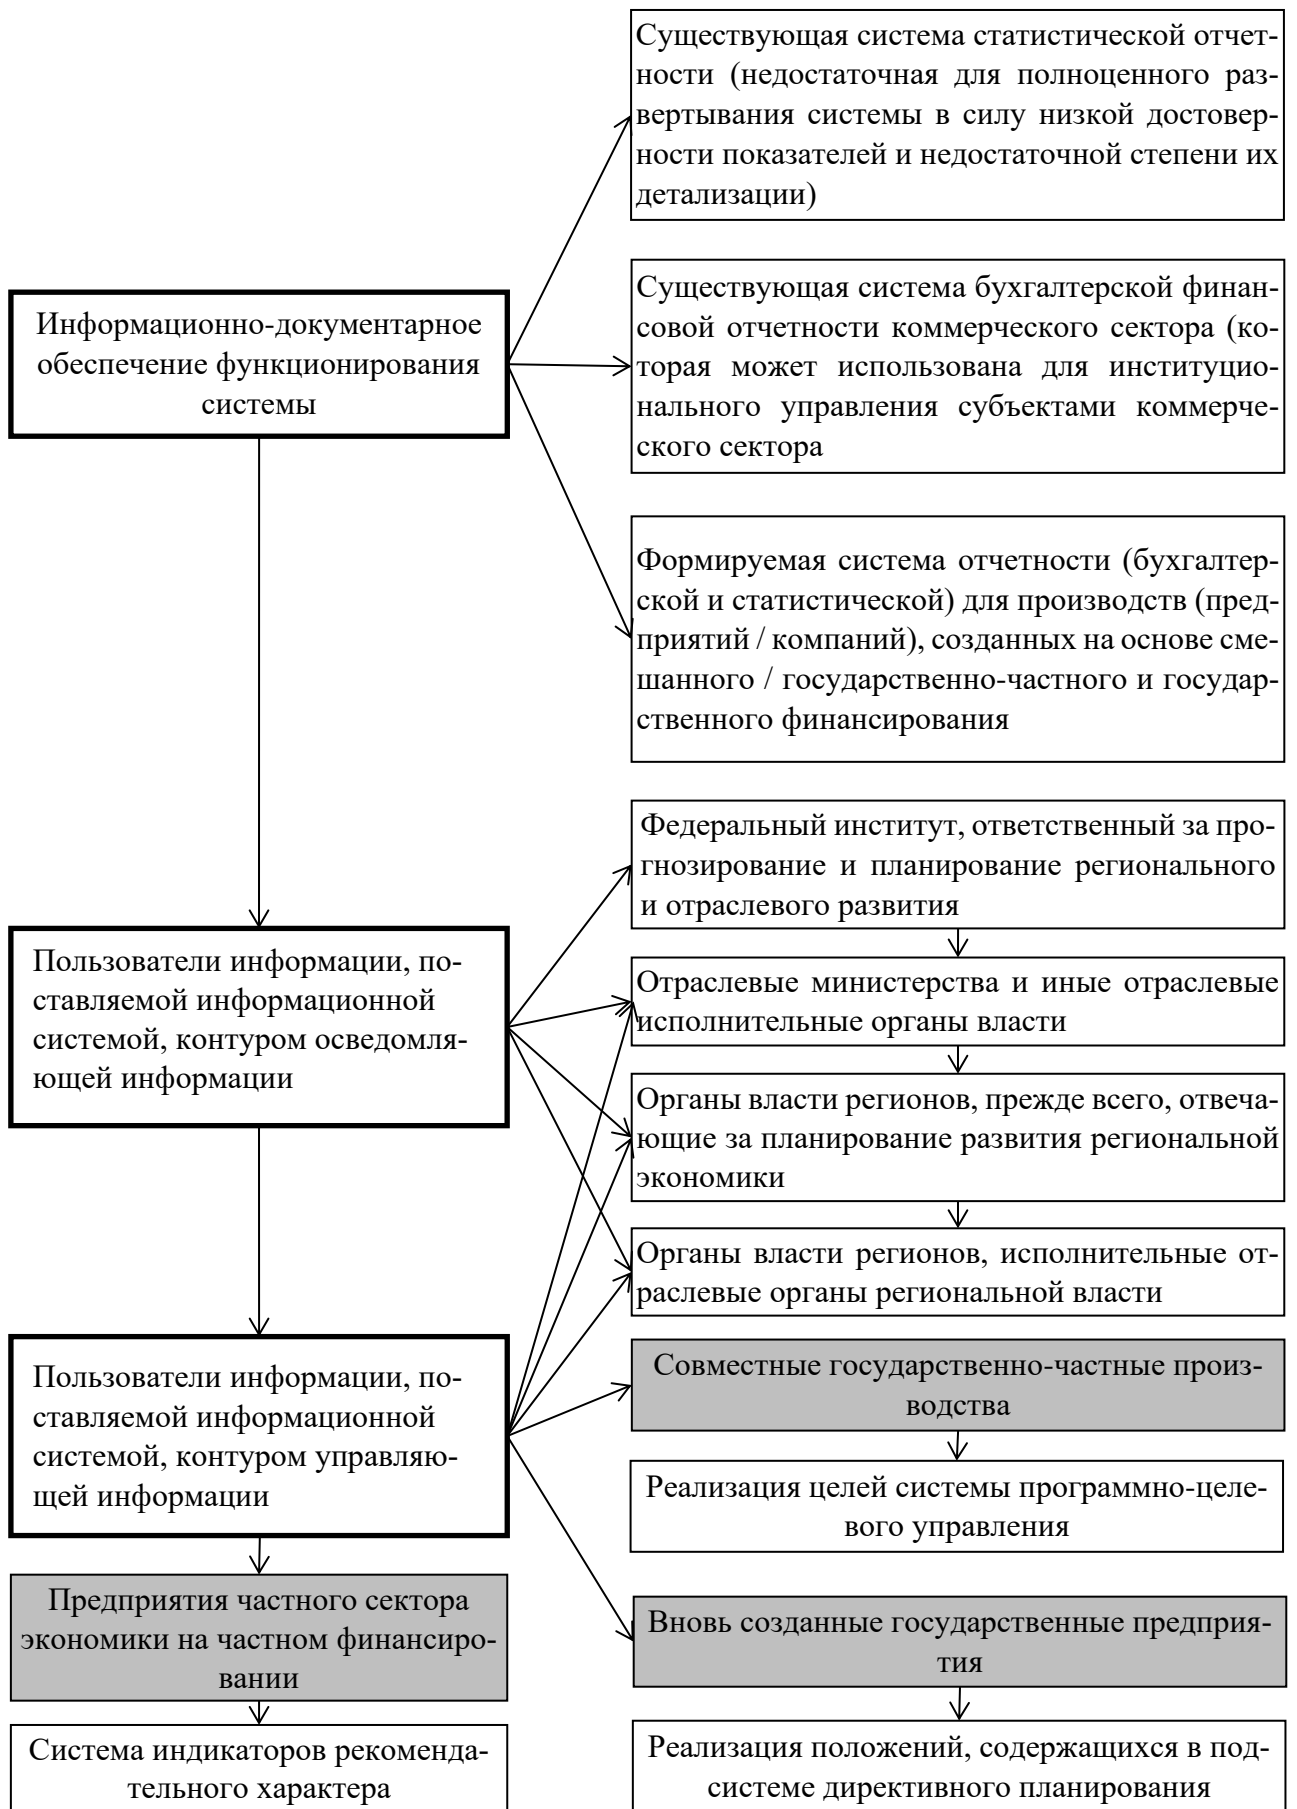 Существующая система статистической отчет-
ности (недостаточная для полноценного раз-
вертывания системы в силу низкой достовер-
ности показателей и недостаточной степени их
детализации)
Информационно-документарное
обеспечение функционирования
системы
Существующая система бухгалтерской финан-
совой отчетности коммерческого сектора (ко-
торая может использована для институцио-
нального управления субъектами коммерче-
ского сектора
Формируемая система отчетности (бухгалтер-
ской и статистической) для производств (пред-
приятий / компаний), созданных на основе сме-
шанного / государственно-частного и государ-
ственного финансирования
Федеральный институт, ответственный за про-
гнозирование и планирование регионального
и отраслевого развития
Пользователи информации, по-
ставляемой информационной
системой, контуром осведомля-
ющей информации
Отраслевые министерства и иные отраслевые
исполнительные органы власти
Органы власти регионов, прежде всего, отвеча-
ющие за планирование развития региональной
экономики
Органы власти регионов, исполнительные от-
раслевые органы региональной власти
Пользователи информации, по-
ставляемой информационной
системой, контуром управляю-
щей информации
Совместные государственно-частные произ-
водства
Реализация целей системы программно-целе-
вого управления
Предприятия частного сектора
экономики на частном финансиро-
вании
Вновь созданные государственные предприя-
тия
Система индикаторов рекоменда-
тельного характера
Реализация положений, содержащихся в под-
системе директивного планирования